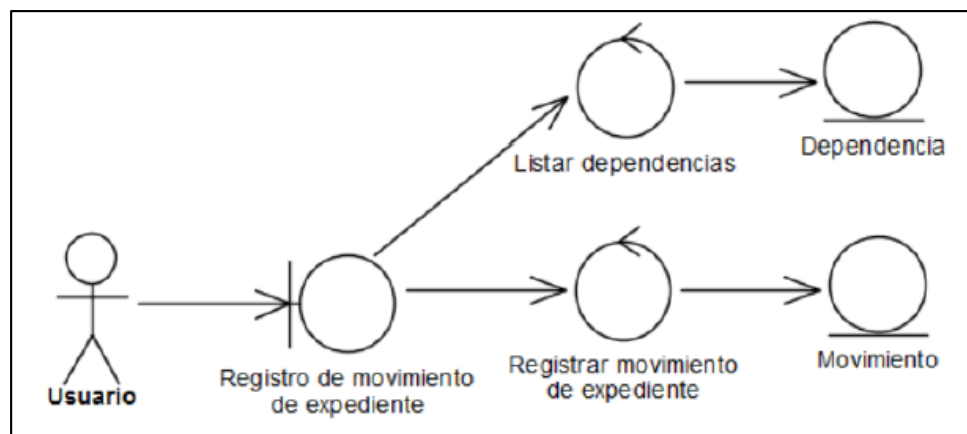 Listar dependencias
Dependencia
Usuario
Registro de movimiento
de expediente
Registrar movimiento
de expediente
Movimiento